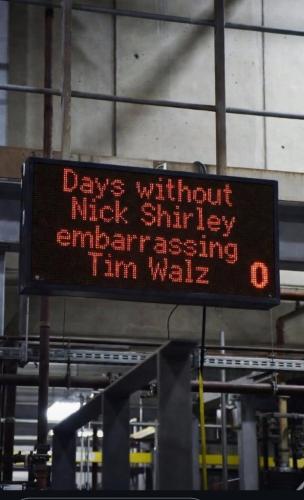 Days without
Nick Shirley
embarrassing
Tim Walz 0